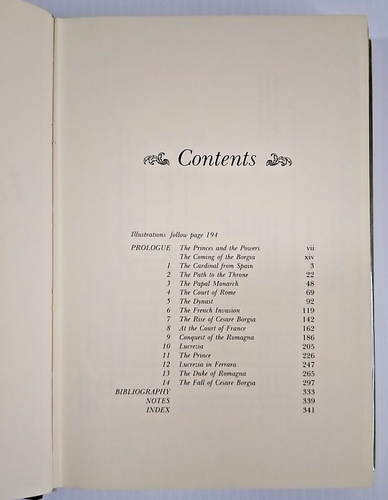 Contents
Illustrations follow page 194
PROLOGUE The Princes and the Powers vii
The Coming of the Borgia xiv
1 The Cardinal from Spain 3
2 The Path to the Throne 22
3 The Papal Monarch 48
4 The Court of Rome 69
5 The Dynast 92
6 The French Invasion 119
7 The Rise of Cesare Borgia 142
8 At the Court of France 162
9 Conquest of the Romagna 186
10 Lucrezia 205
11 The Prince 226
12 Lucrezia in Ferrara 247
13 The Duke of Romagna 265
14 The Fall of Cesare Borgia 297
BIBLIOGRAPHY 333
NOTES 339
INDEX 341